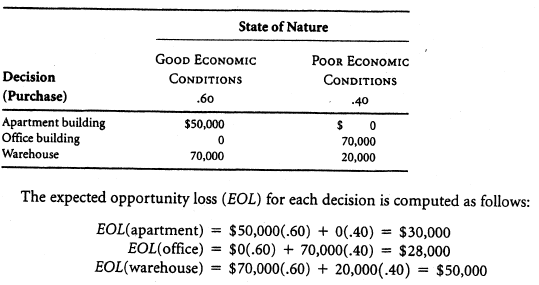 State of Nature
GOOD ECONOMIC POOR ECONOMIC
Decision CONDITIONS CONDITIONS
(Purchase) .60 .40
Apartment building $50,000 $ 0
Office building 0 70,000
Warehouse 70,000 20,000
The expected opportunity loss (EOL) for each decision is computed as follows:
EOL(apartment) = $50,000(.60) + 0(.40) = $30,000
EOL(office) = $0(.60) + 70,000(.40) = $28,000
EOL(warehouse) = $70,000(.60) + 20,000(.40) = $50,000